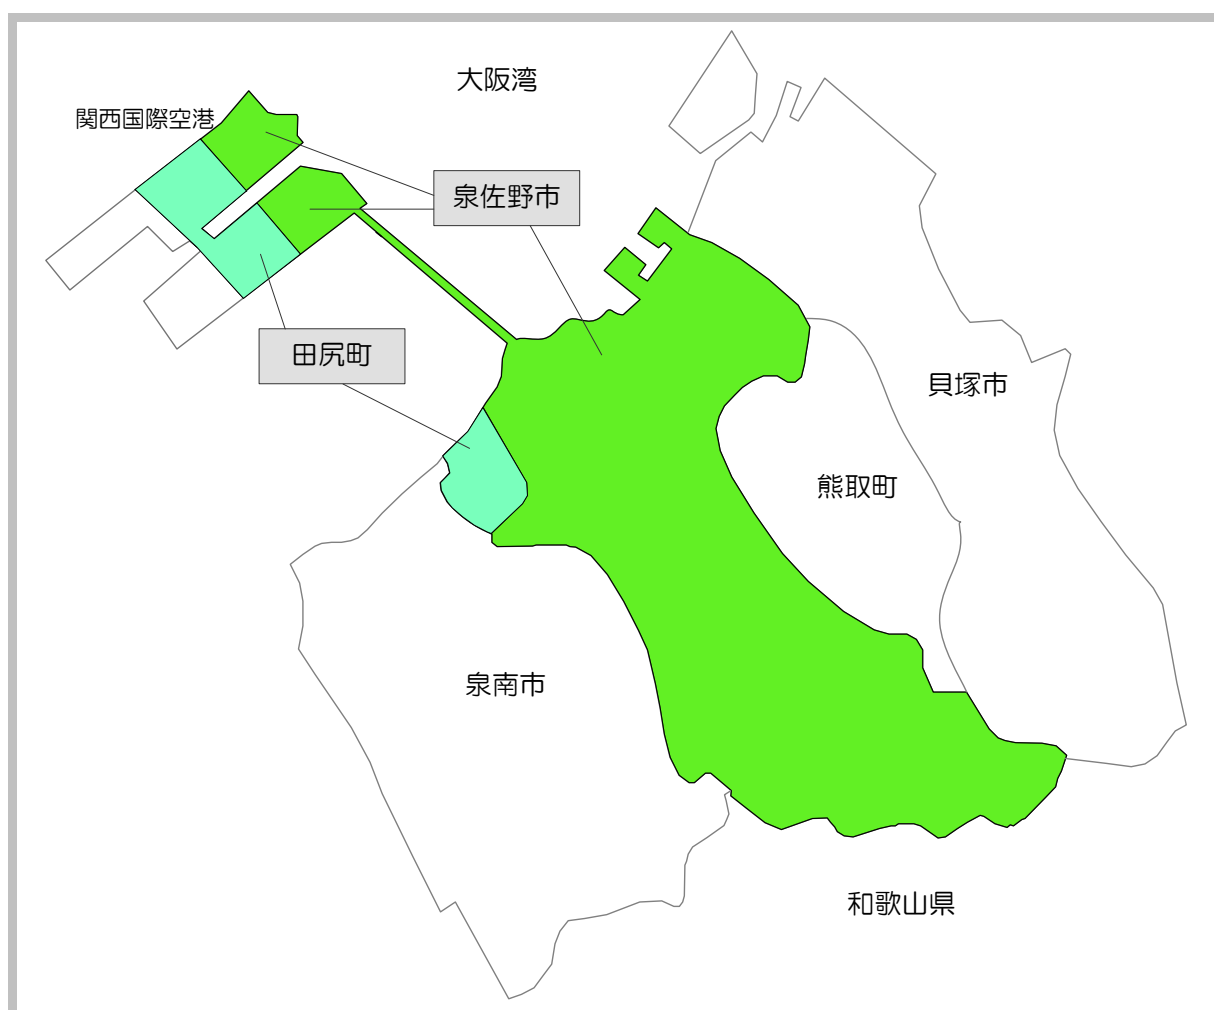 大阪湾
関西国際空港
泉佐野市
田尻町
貝塚市
熊取町
泉南市
和歌山県